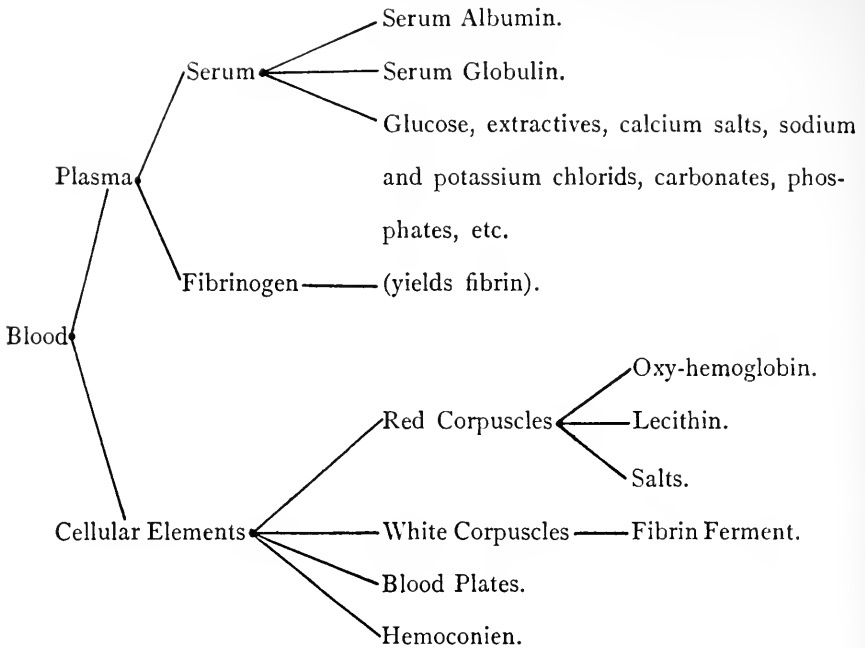 Serum Albumin.
Serum
Serum Globulin.
Glucose, extractives, calcium salts, sodium
and potassium chlorids, carbonates, phos-
phates, etc.
Plasma
Fibrinogen
(yields fibrin).
Blood
Oxy-hemoglobin.
Red Corpuscles
Lecithin.
Salts.
Cellular Elements
White Corpuscles
Fibrin Ferment.
Blood Plates.
Hemoconien.